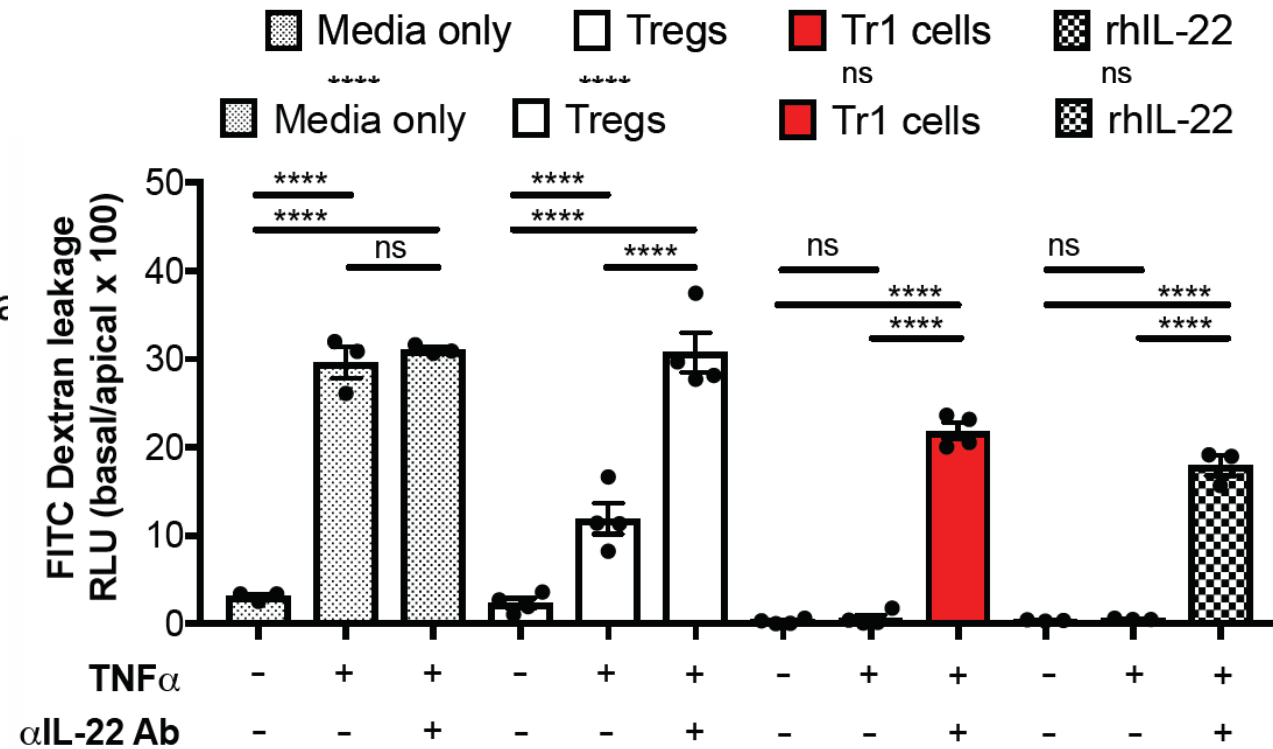 Media only Tregs Tr1 cells rhIL-22
**** **** ns ns
Media only Tregs Tr1 cells rhIL-22
FITC Dextran leakage
RLU (basal/apical x 100)
50
40
30
20
10
0
**** ****
**** ****
ns **** ns ns
**** ****
**** ****
TNFα - + + - + + - + + - + +
αIL-22 Ab - - + - - + - - + - - +